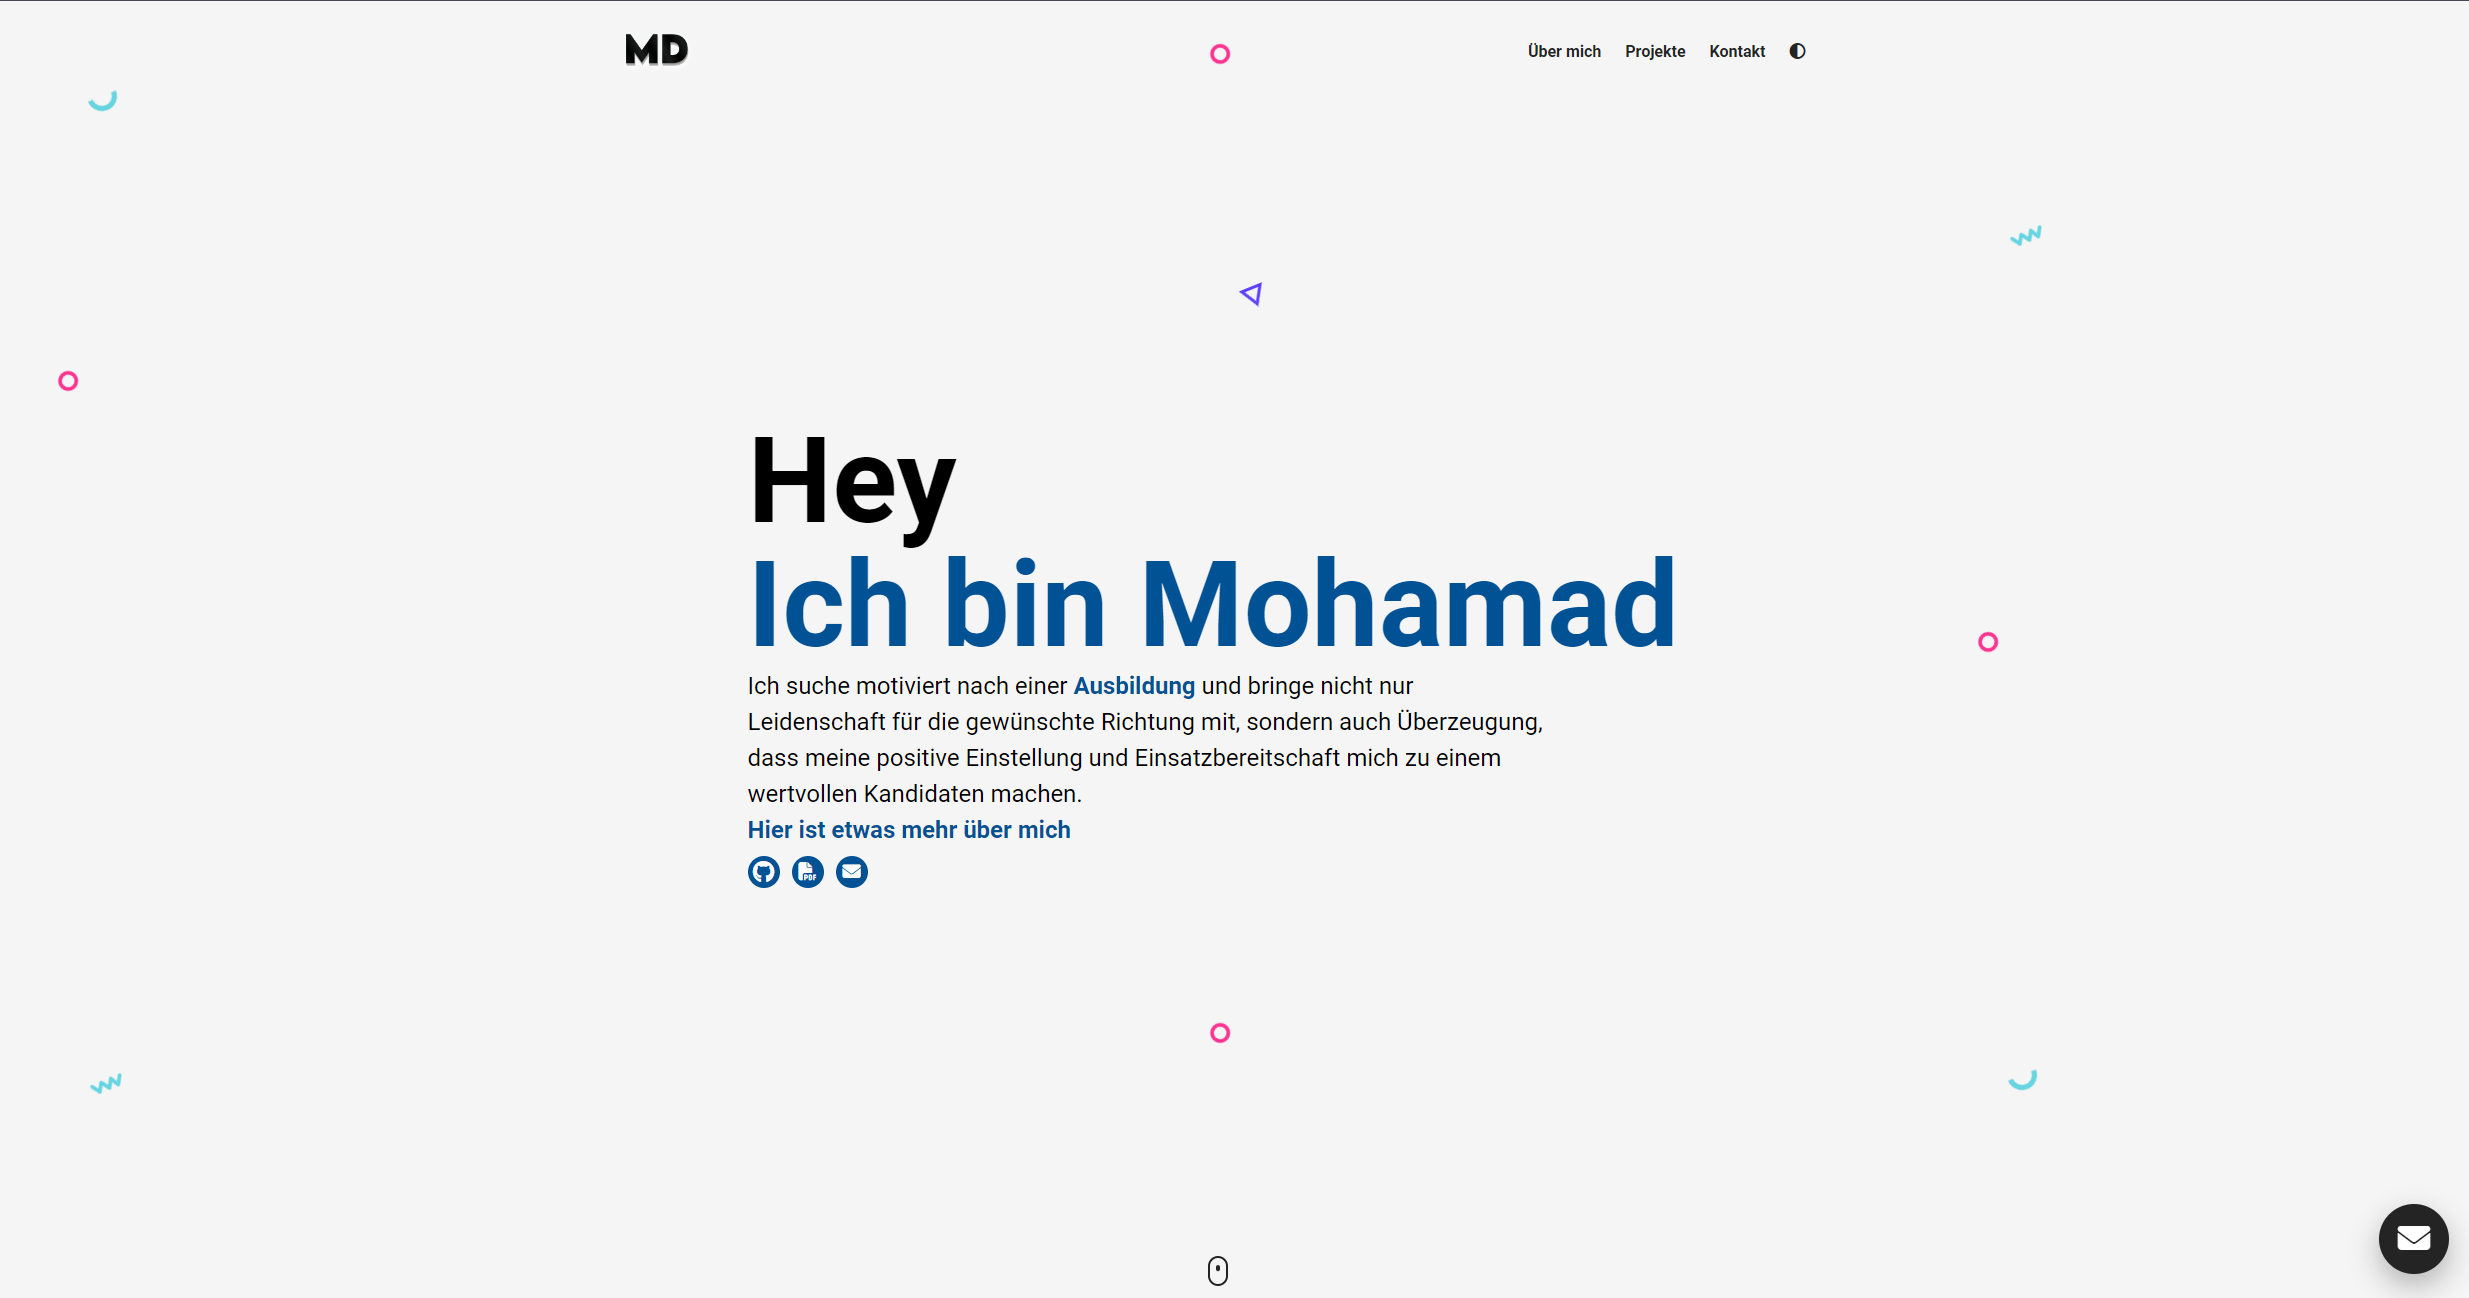 MD
Über mich Projekte Kontakt
Hey
Ich bin Mohamad
Ich suche motiviert nach einer Ausbildung und bringe nicht nur
Leidenschaft für die gewünschte Richtung mit, sondern auch Überzeugung,
dass meine positive Einstellung und Einsatzbereitschaft mich zu einem
wertvollen Kandidaten machen.
Hier ist etwas mehr über mich
PDF